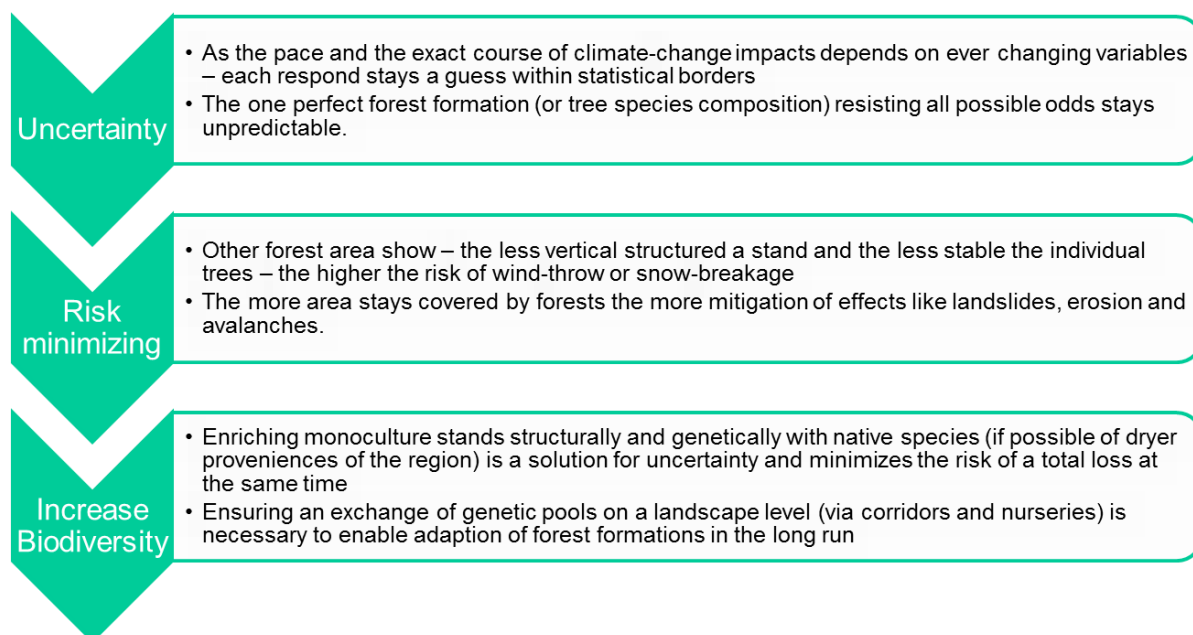 Uncertainty
• As the pace and the exact course of climate-change impacts depends on ever changing variables
– each respond stays a guess within statistical borders
• The one perfect forest formation (or tree species composition) resisting all possible odds stays
unpredictable.
Risk
minimizing
• Other forest area show – the less vertical structured a stand and the less stable the individual
trees – the higher the risk of wind-throw or snow-breakage
• The more area stays covered by forests the more mitigation of effects like landslides, erosion and
avalanches.
Increase
Biodiversity
• Enriching monoculture stands structurally and genetically with native species (if possible of dryer
proveniences of the region) is a solution for uncertainty and minimizes the risk of a total loss at
the same time
• Ensuring an exchange of genetic pools on a landscape level (via corridors and nurseries) is
necessary to enable adaption of forest formations in the long run